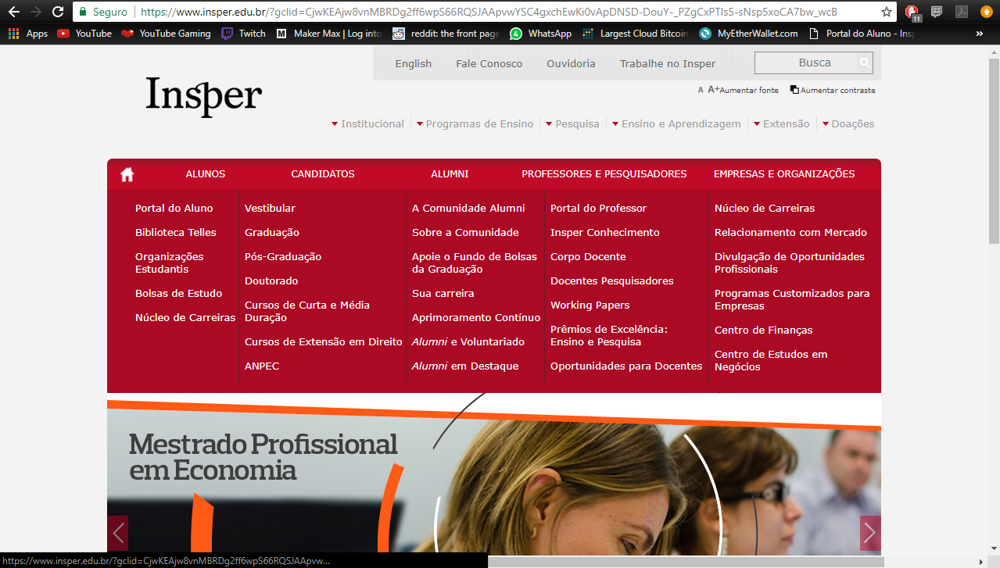 Seguro https://www.insper.edu.br/?gclid=CjwKEAjw8vnMBRDg2ff6wpS66RQSJAApvwYSC4gxchEwKi0vApDNSD-DouY-_PZgCxPTIs5-sNsp5xoCA7bw_wcB
11
Apps YouTube YouTube Gaming Twitch Maker Max | Log into reddit: the front page 4 WhatsApp Largest Cloud Bitcoin MyEtherWallet.com Portal do Aluno - Ins »
English Fale Conosco Ouvidoria Trabalhe no Insper Busca
Insper
A A+Aumentar fonte Aumentar contraste
Institucional Programas de Ensino Pesquisa Ensino e Aprendizagem Extensão Doações
ALUNOS CANDIDATOS ALUMNI PROFESSORES E PESQUISADORES EMPRESAS E ORGANIZAÇÕES
Portal do Aluno
Biblioteca Telles
Organizações
Estudantis
Bolsas de Estudo
Núcleo de Carreiras
Vestibular
Graduação
Pós-Graduação
Doutorado
Cursos de Curta e Média
Duração
Cursos de Extensão em Direito
ANPEC
A Comunidade Alumni
Sobre a Comunidade
Apoie o Fundo de Bolsas
da Graduação
Sua carreira
Aprimoramento Contínuo
Alumni e Voluntariado
Alumni em Destaque
Portal do Professor
Insper Conhecimento
Corpo Docente
Docentes Pesquisadores
Working Papers
Prêmios de Excelência:
Ensino e Pesquisa
Oportunidades para Docentes
Núcleo de Carreiras
Relacionamento com Mercado
Divulgação de Oportunidades
Profissionais
Programas Customizados para
Empresas
Centro de Finanças
Centro de Estudos em
Negócios
Mestrado Profissional
em Economia
https://www.insper.edu.br/?gclid=CjwKEAjw8vnMBRDg2ff6wpS66RQSJAApvw...